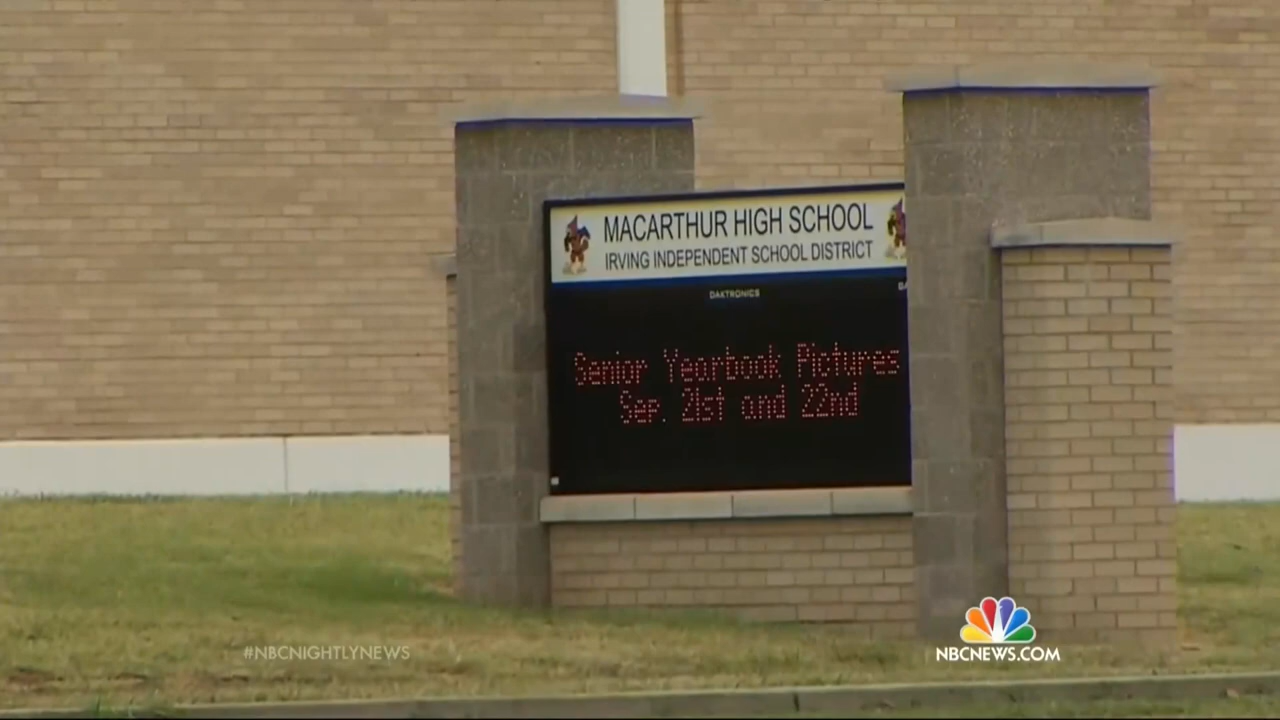 MACARTHUR HIGH SCHOOL
IRVING INDEPENDENT SCHOOL DISTRICT
DAKTRONICS
Senior Yearbook Pictures
Sep. 21st and 22nd
#NBCNIGHTLYNEWS
NBCNEWS.COM